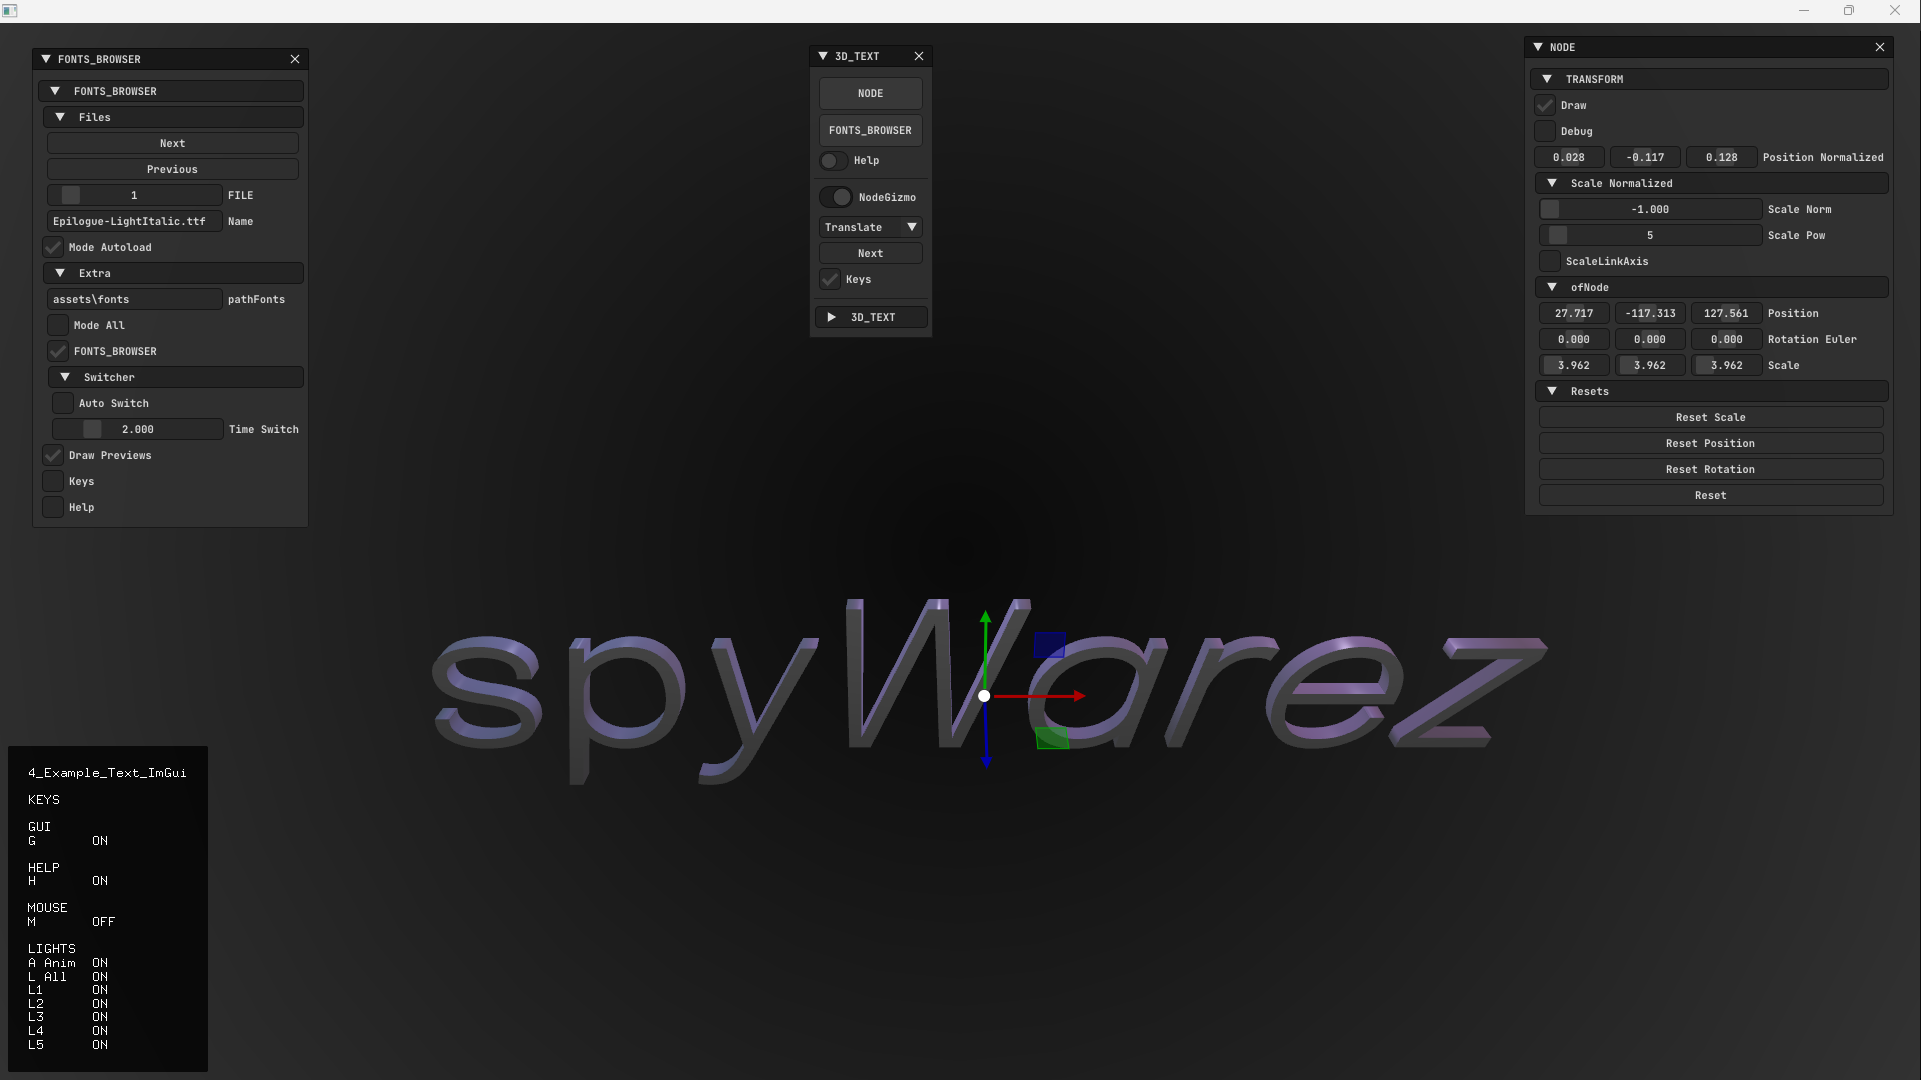 FONTS_BROWSER
FONTS_BROWSER
Files
Next
Previous
1 FILE
Epilogue-LightItalic.ttf Name
Mode Autoload
Extra
assets\fonts pathFonts
Mode All
FONTS_BROWSER
Switcher
Auto Switch
2.000 Time Switch
Draw Previews
Keys
Help
3D_TEXT
NODE
FONTS_BROWSER
Help
NodeGizmo
Translate
Next
Keys
3D_TEXT
NODE
TRANSFORM
Draw
Debug
0.028 -0.117 0.128 Position Normalized
Scale Normalized
-1.000 Scale Norm
5 Scale Pow
ScaleLinkAxis
ofNode
27.717 -117.313 127.561 Position
0.000 0.000 0.000 Rotation Euler
3.962 3.962 3.962 Scale
Resets
Reset Scale
Reset Position
Reset Rotation
Reset
spyWarez
4_Example_Text_ImGui
KEYS
GUI
G ON
HELP
H ON
MOUSE
M OFF
LIGHTS
A Anim ON
L All ON
L1 ON
L2 ON
L3 ON
L4 ON
L5 ON